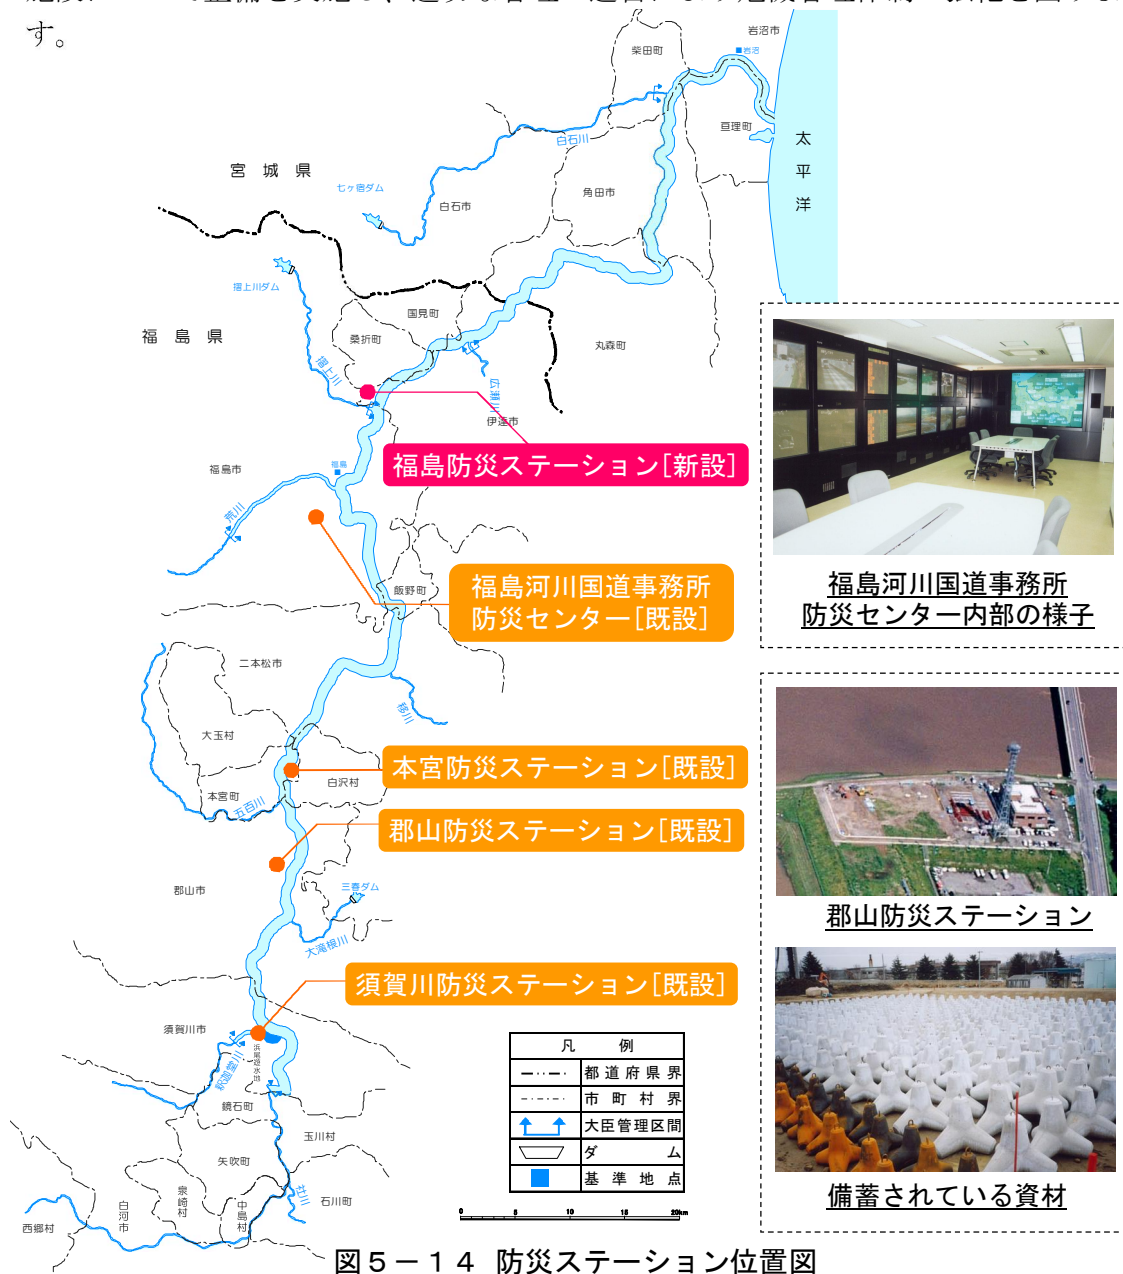 す。
岩沼市
柴田町
岩沼
亘理町
太平洋
白石川
宮城県
七ヶ宿ダム
角田市
白石市
摺上川ダム
国見町
福島県
桑折町
丸森町
摺上川
広瀬川
伊達市
福島防災ステーション[新設]
福島市
福島
荒川
福島河川国道事務所
防災センター[既設]
飯野町
福島河川国道事務所
防災センター内部の様子
二本松市
移川
大玉村
本宮防災ステーション[既設]
白沢村
本宮町
五百川
郡山防災ステーション[既設]
三春ダム
郡山市
大滝根川
郡山防災ステーション
須賀川防災ステーション[既設]
須賀川市
浜尾遊水地
釈迦堂川
鏡石町
玉川村
矢吹町
泉崎村
中島村
社川
石川町
白河市
西郷村
凡例
都道府県界
市町村界
大臣管理区間
ダム
基準地点
0 5 10 15 20km
備蓄されている資材
図5－14 防災ステーション位置図